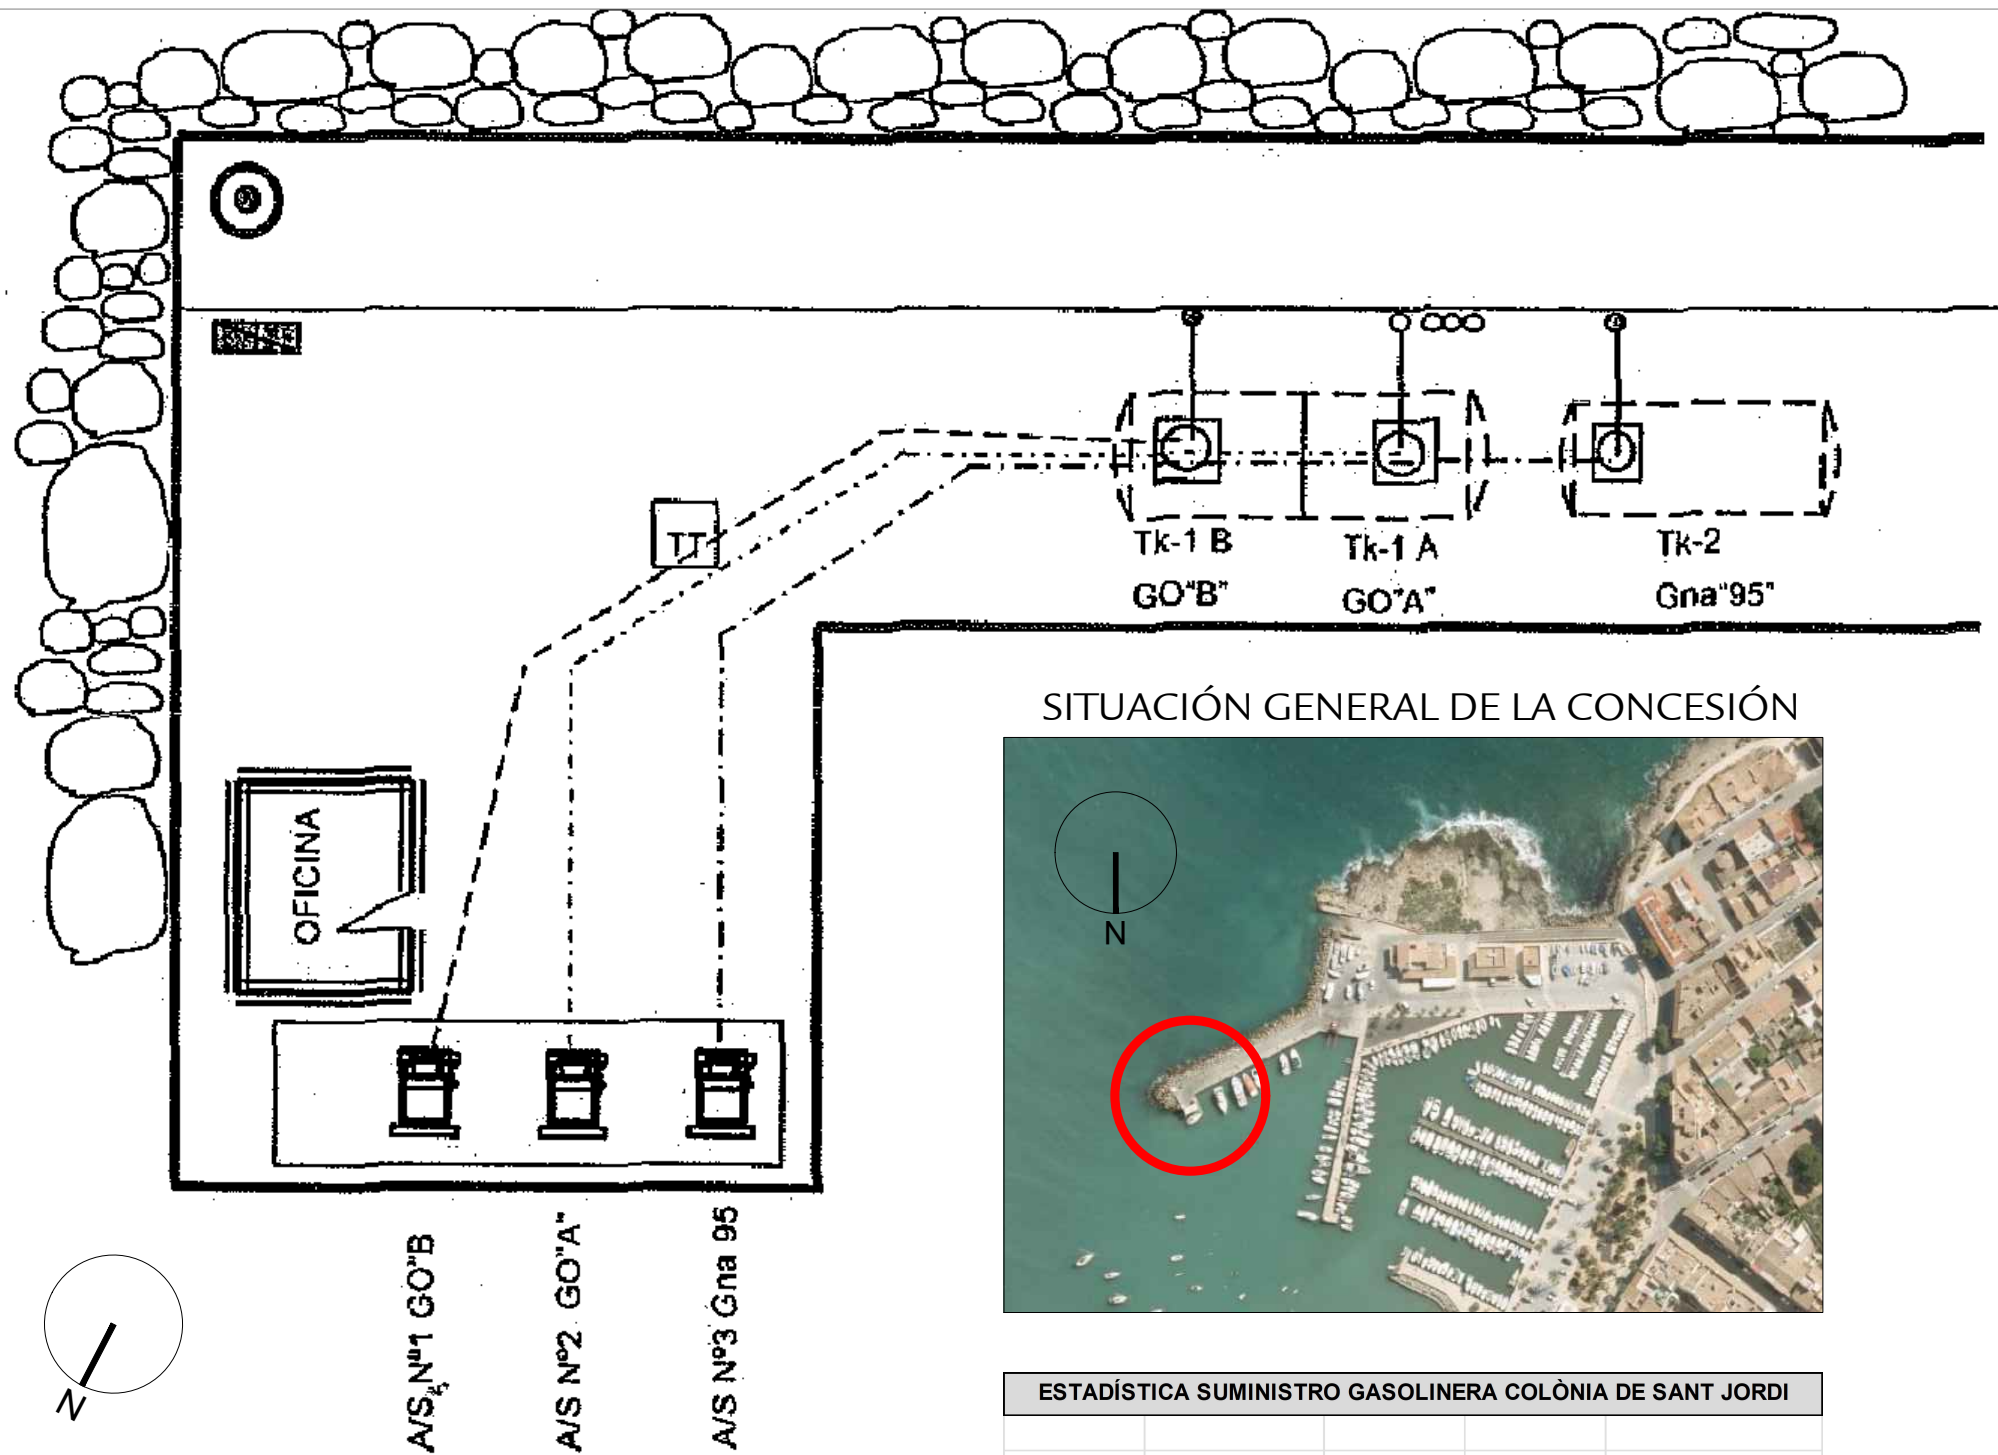 TT
Tk-1 B
GO"B"
Tk-1 A
GO"A"
Tk-2
Gna"95"
OFICINA
A/S Nº1 GO"B
A/S Nº2 GO"A"
A/S Nº3 Gna 95
N
SITUACIÓN GENERAL DE LA CONCESIÓN
N
ESTADÍSTICA SUMINISTRO GASOLINERA COLÒNIA DE SANT JORDI